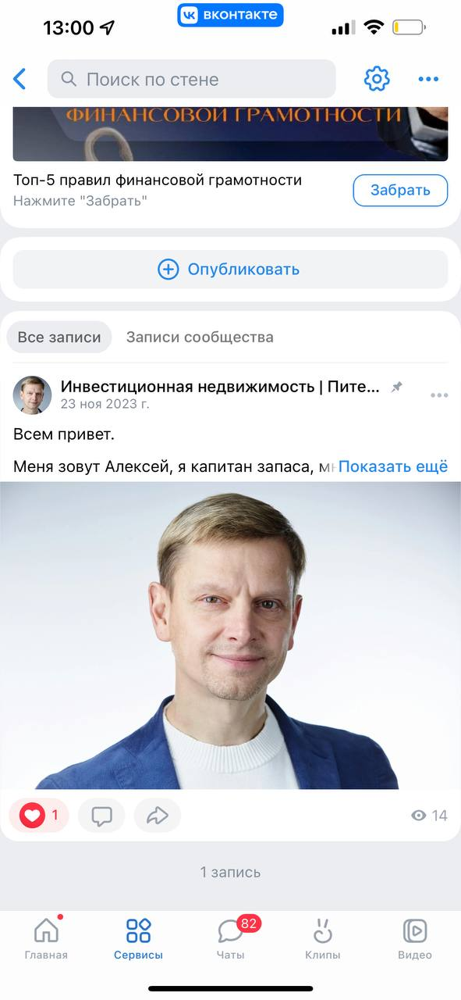 13:00
вконтакте
Поиск по стене
ФИНАНСОВОЙ ГРАМОТНОСТИ
Топ-5 правил финансовой грамотности
Нажмите "Забрать"
Забрать
Опубликовать
Все записи
Записи сообщества
Инвестиционная недвижимость | Пите...
23 ноя 2023 г.
Всем привет.
Меня зовут Алексей, я капитан запаса, мн Показать ещё
1
14
1 запись
82
Главная
Сервисы
Чаты
Клипы
Видео